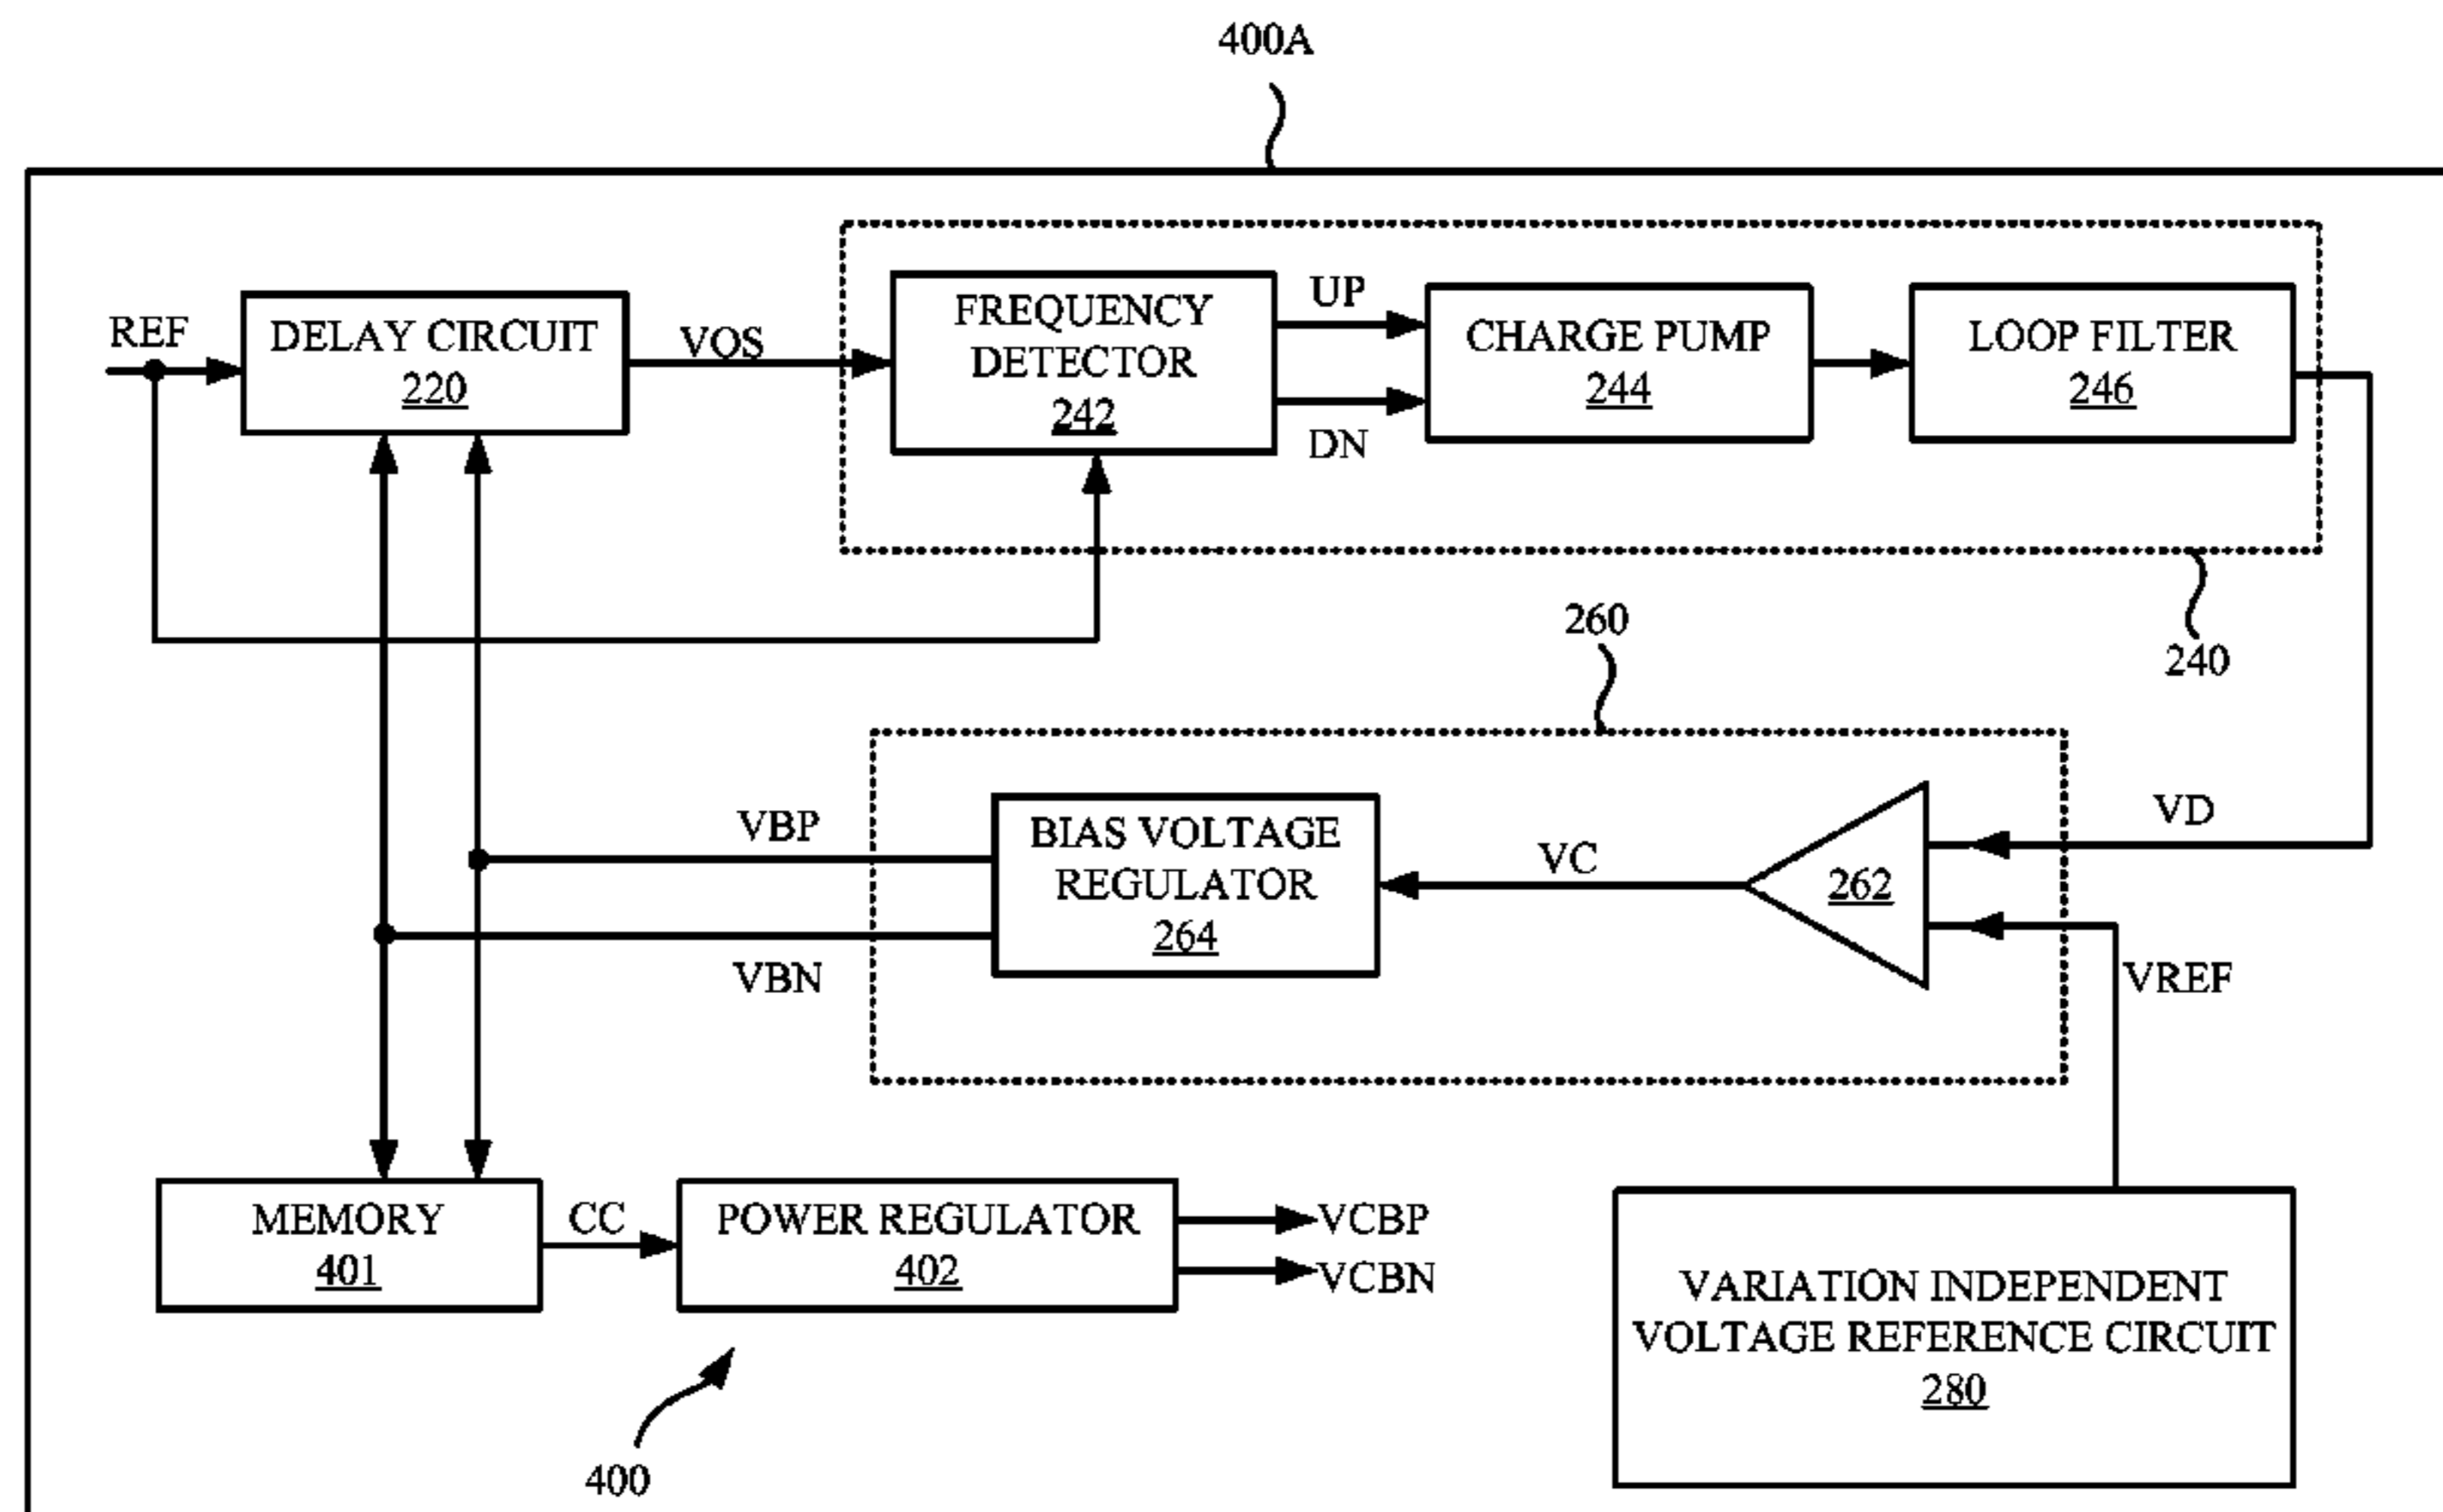 400A
REF
DELAY CIRCUIT
220
VOS
FREQUENCY
DETECTOR
242
UP
DN
CHARGE PUMP
244
LOOP FILTER
246
240
260
VBP
VBN
BIAS VOLTAGE
REGULATOR
264
VC
262
VD
VREF
MEMORY
401
CC
POWER REGULATOR
402
VCBP
VCBN
VARIATION INDEPENDENT
VOLTAGE REFERENCE CIRCUIT
280
400